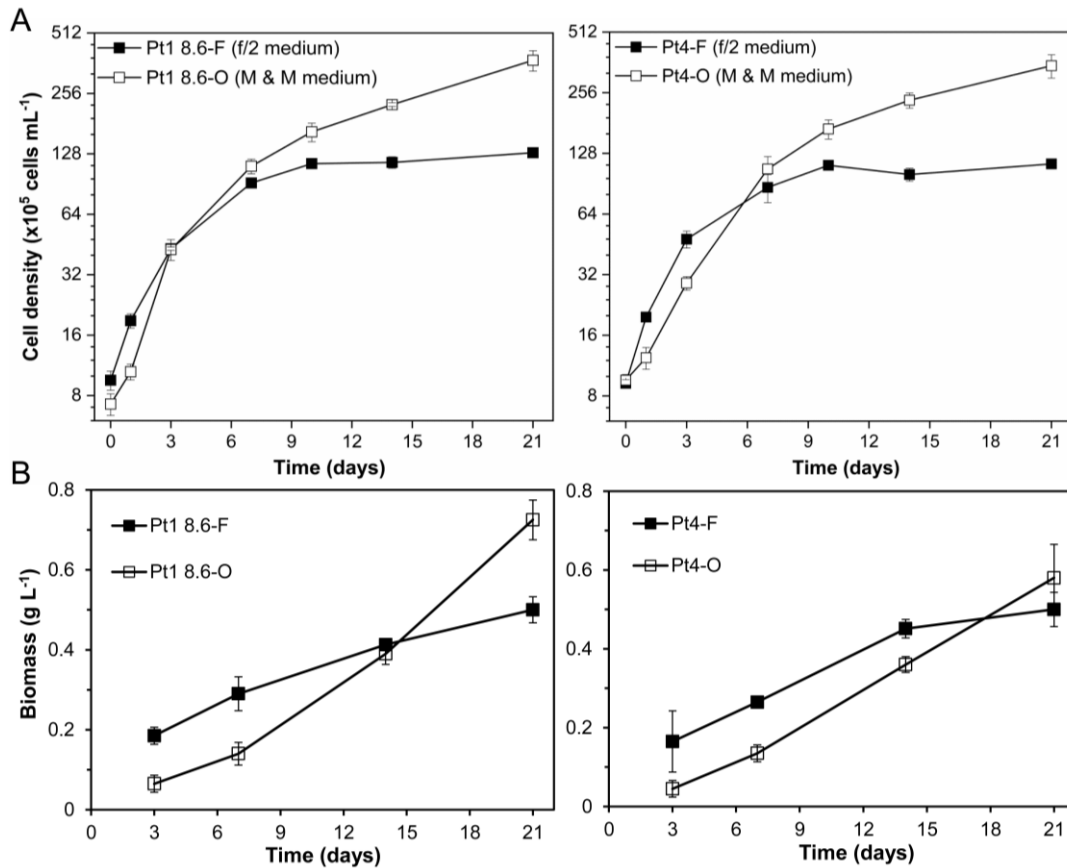 A
Cell density (x10⁵ cells mL⁻¹)
512
256
128
64
32
16
8
Pt1 8.6-F (f/2 medium)
Pt1 8.6-O (M & M medium)
0 3 6 9 12 15 18 21
Time (days)
512
256
128
64
32
16
8
Pt4-F (f/2 medium)
Pt4-O (M & M medium)
0 3 6 9 12 15 18 21
Time (days)
B
Biomass (g L⁻¹)
0.8
0.6
0.4
0.2
0
Pt1 8.6-F
Pt1 8.6-O
0 3 6 9 12 15 18 21
Time (days)
0.8
0.6
0.4
0.2
0
Pt4-F
Pt4-O
0 3 6 9 12 15 18 21
Time (days)